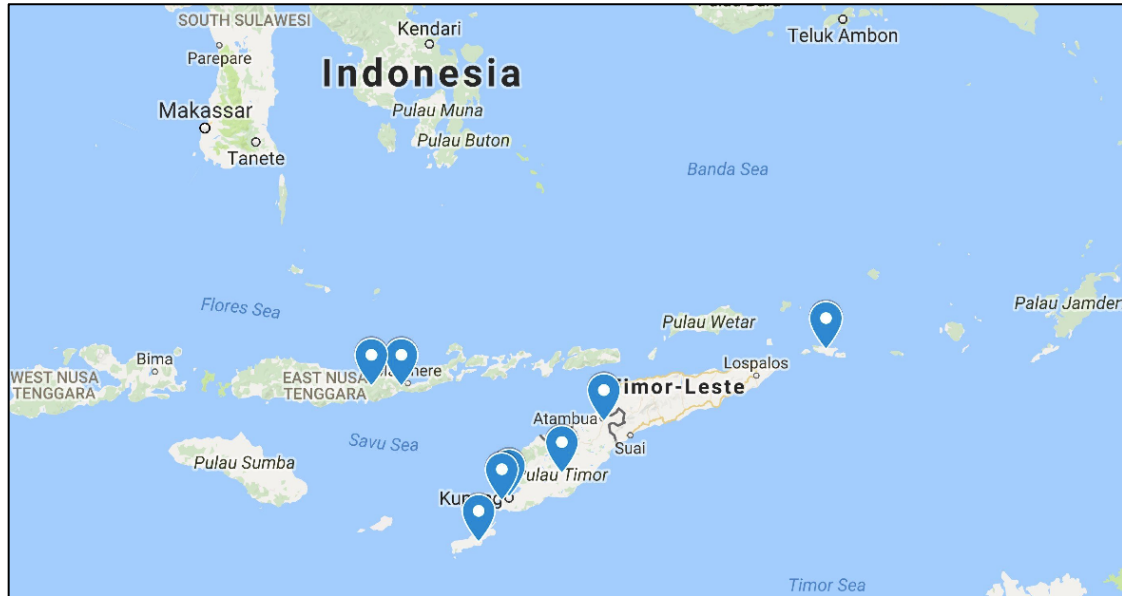 SOUTH SULAWESI
Parepare
Kendari
Teluk Ambon
Indonesia
Makassar
Pulau Muna
Tanete
Pulau Buton
Banda Sea
Flores Sea
Palau Jamder
Pulau Wetar
Bima
Lospalos
WEST NUSA
TENGGARA
EAST NUSA
TENGGARA
Timor-Leste
Atambua
Savu Sea
Suai
Pulau Sumba
Pulau Timor
Timor Sea